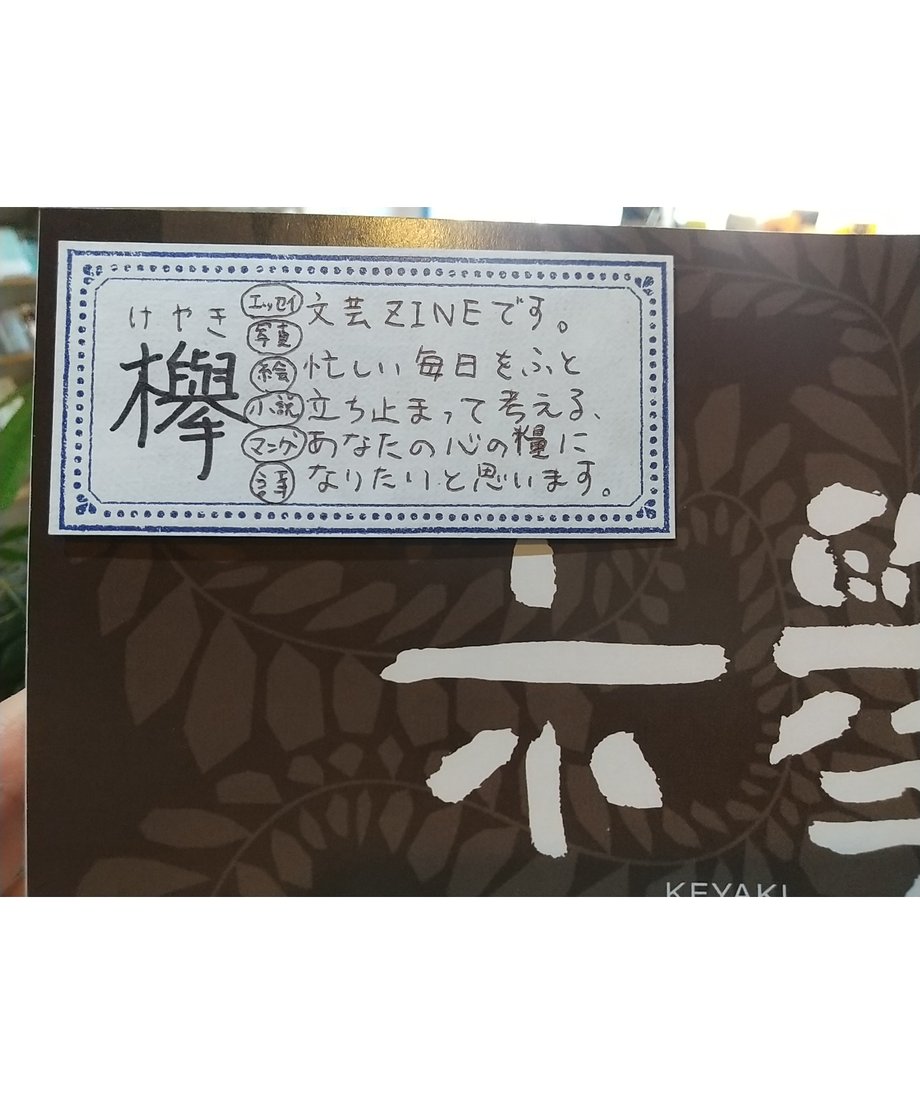 けやき
欅
エッセイ
写真
絵
小説
マンガ
詩
文芸ZINEです。
忙しい毎日をふと
立ち止まって考える、
あなたの心の糧に
なりたいと思います。
KEYAKI